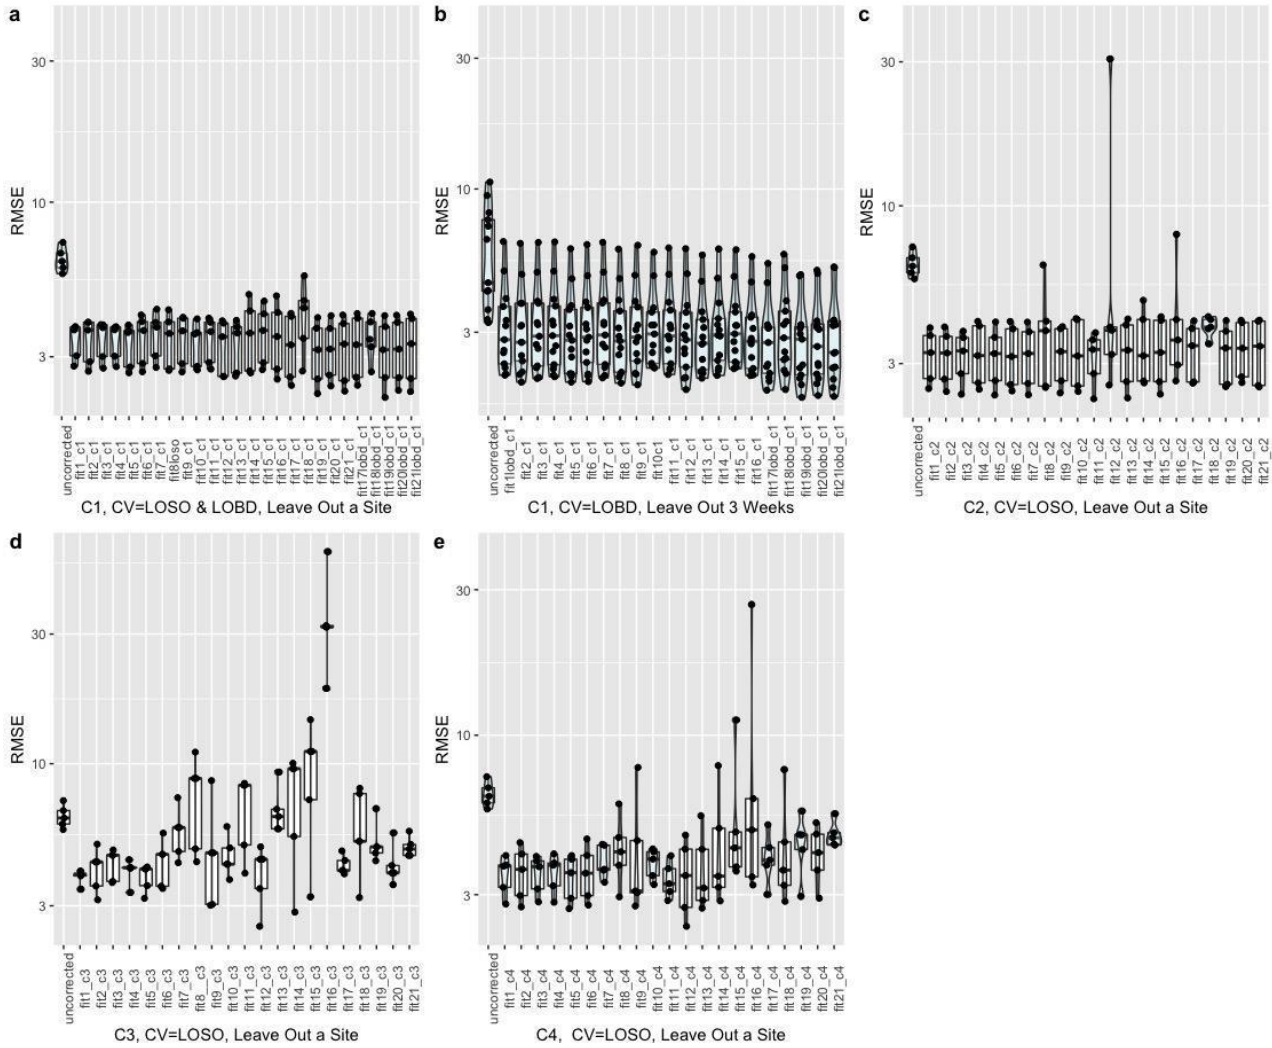 a
RMSE
30
10
3
uncorrected
fit1_c1
fit2_c1
fit3_c1
fit4_c1
fit5_c1
fit6_c1
fit7_c1
fit8loso
fit9_c1
fit10_c1
fit11_c1
fit12_c1
fit13_c1
fit14_c1
fit15_c1
fit16_c1
fit17_c1
fit18_c1
fit19_c1
fit20_c1
fit21_c1
fit17lobd_c1
fit18lobd_c1
fit19lobd_c1
fit20lobd_c1
fit21lobd_c1
C1, CV=LOSO & LOBD, Leave Out a Site
b
RMSE
30
10
3
uncorrected
fit1lobd_c1
fit2_c1
fit3_c1
fit4_c1
fit5_c1
fit6_c1
fit7_c1
fit8_c1
fit9_c1
fit10c1
fit11_c1
fit12_c1
fit13_c1
fit14_c1
fit15_c1
fit16_c1
fit17lobd_c1
fit18lobd_c1
fit19lobd_c1
fit20lobd_c1
fit21lobd_c1
C1, CV=LOBD, Leave Out 3 Weeks
c
RMSE
30
10
3
uncorrected
fit1_c2
fit2_c2
fit3_c2
fit4_c2
fit5_c2
fit6_c2
fit7_c2
fit8_c2
fit9_c2
fit10_c2
fit11_c2
fit12_c2
fit13_c2
fit14_c2
fit15_c2
fit16_c2
fit17_c2
fit18_c2
fit19_c2
fit20_c2
fit21_c2
C2, CV=LOSO, Leave Out a Site
d
RMSE
30
10
3
uncorrected
fit1_c3
fit2_c3
fit3_c3
fit4_c3
fit5_c3
fit6_c3
fit7_c3
fit8__c3
fit9_c3
fit10_c3
fit11_c3
fit12_c3
fit13_c3
fit14_c3
fit15_c3
fit16_c3
fit17_c3
fit18_c3
fit19_c3
fit20_c3
fit21_c3
C3, CV=LOSO, Leave Out a Site
e
RMSE
30
10
3
uncorrected
fit1_c4
fit2_c4
fit3_c4
fit4_c4
fit5_c4
fit6_c4
fit7_c4
fit8_c4
fit9_c4
fit10_c4
fit11_c4
fit12_c4
fit13_c4
fit14_c4
fit15_c4
fit16_c4
fit17_c4
fit18_c4
fit19_c4
fit20_c4
fit21_c4
C4, CV=LOSO, Leave Out a Site